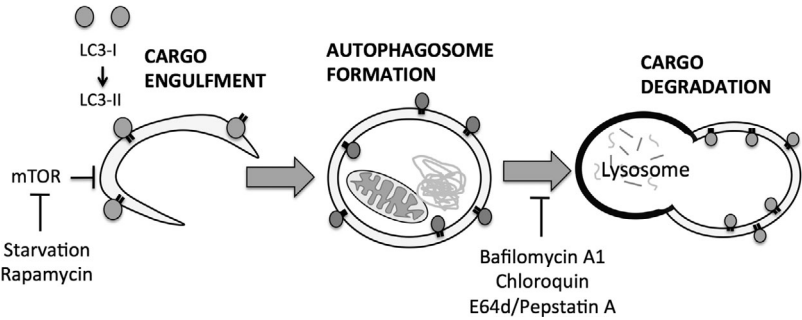 LC3-I
LC3-II
CARGO
ENGULFMENT
AUTOPHAGOSOME
FORMATION
CARGO
DEGRADATION
mTOR
Lysosome
Starvation
Rapamycin
Bafilomycin A1
Chloroquin
E64d/Pepstatin A